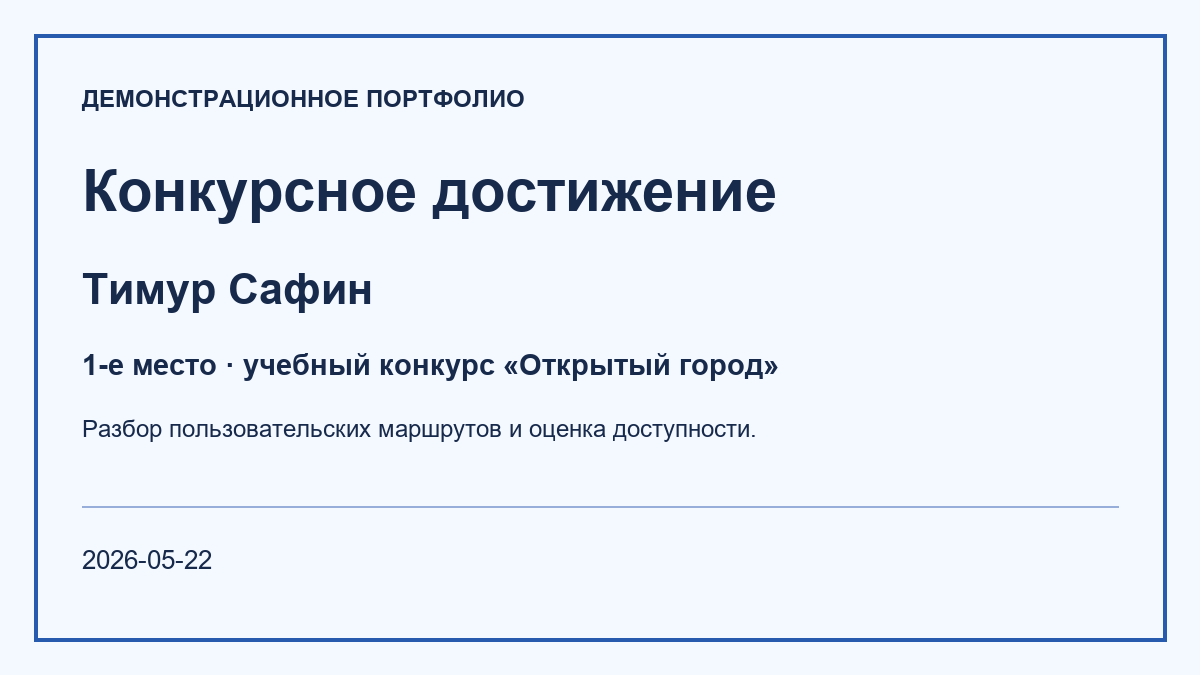 ДЕМОНСТРАЦИОННОЕ ПОРТФОЛИО
Конкурсное достижение
Тимур Сафин
1-е место · учебный конкурс «Открытый город»
Разбор пользовательских маршрутов и оценка доступности.
2026-05-22